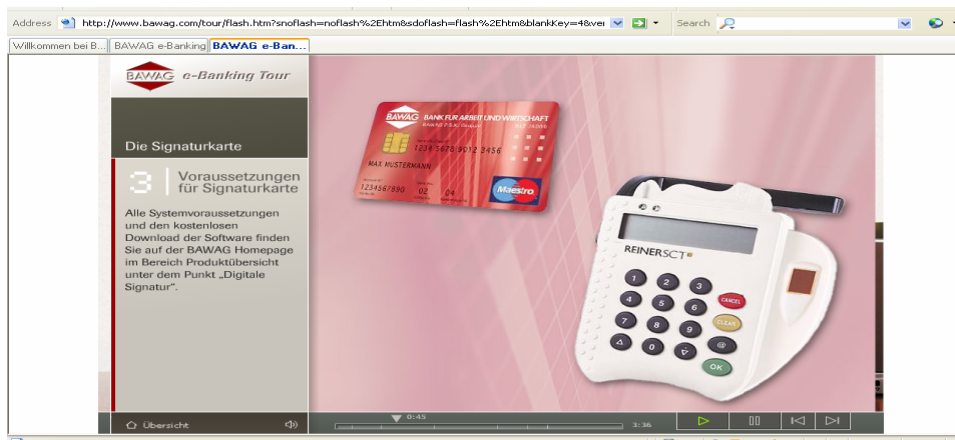 Address http://www.bawag.com/tour/flash.htm?snoflash=noflash%2Ehtm&sdoflash=flash%2Ehtm&blankKey=4&ver Search
Willkommen bei B... BAWAG e-Banking BAWAG e-Ban...
BAWAG e-Banking Tour
Die Signaturkarte
3 Voraussetzungen
für Signaturkarte
Alle Systemvoraussetzungen
und den kostenlosen
Download der Software finden
Sie auf der BAWAG Homepage
im Bereich Produktübersicht
unter dem Punkt „Digitale
Signatur“.
BAWAG BANK FÜR ARBEIT UND WIRTSCHAFT
1234 5678 9012 3456
MAX MUSTERMANN
1234567890 02 04
Maestro
REINERSCT
1 2 3 CANCEL
4 5 6 CLEAR
7 8 9 @
0 OK
Übersicht
0:45
3:36